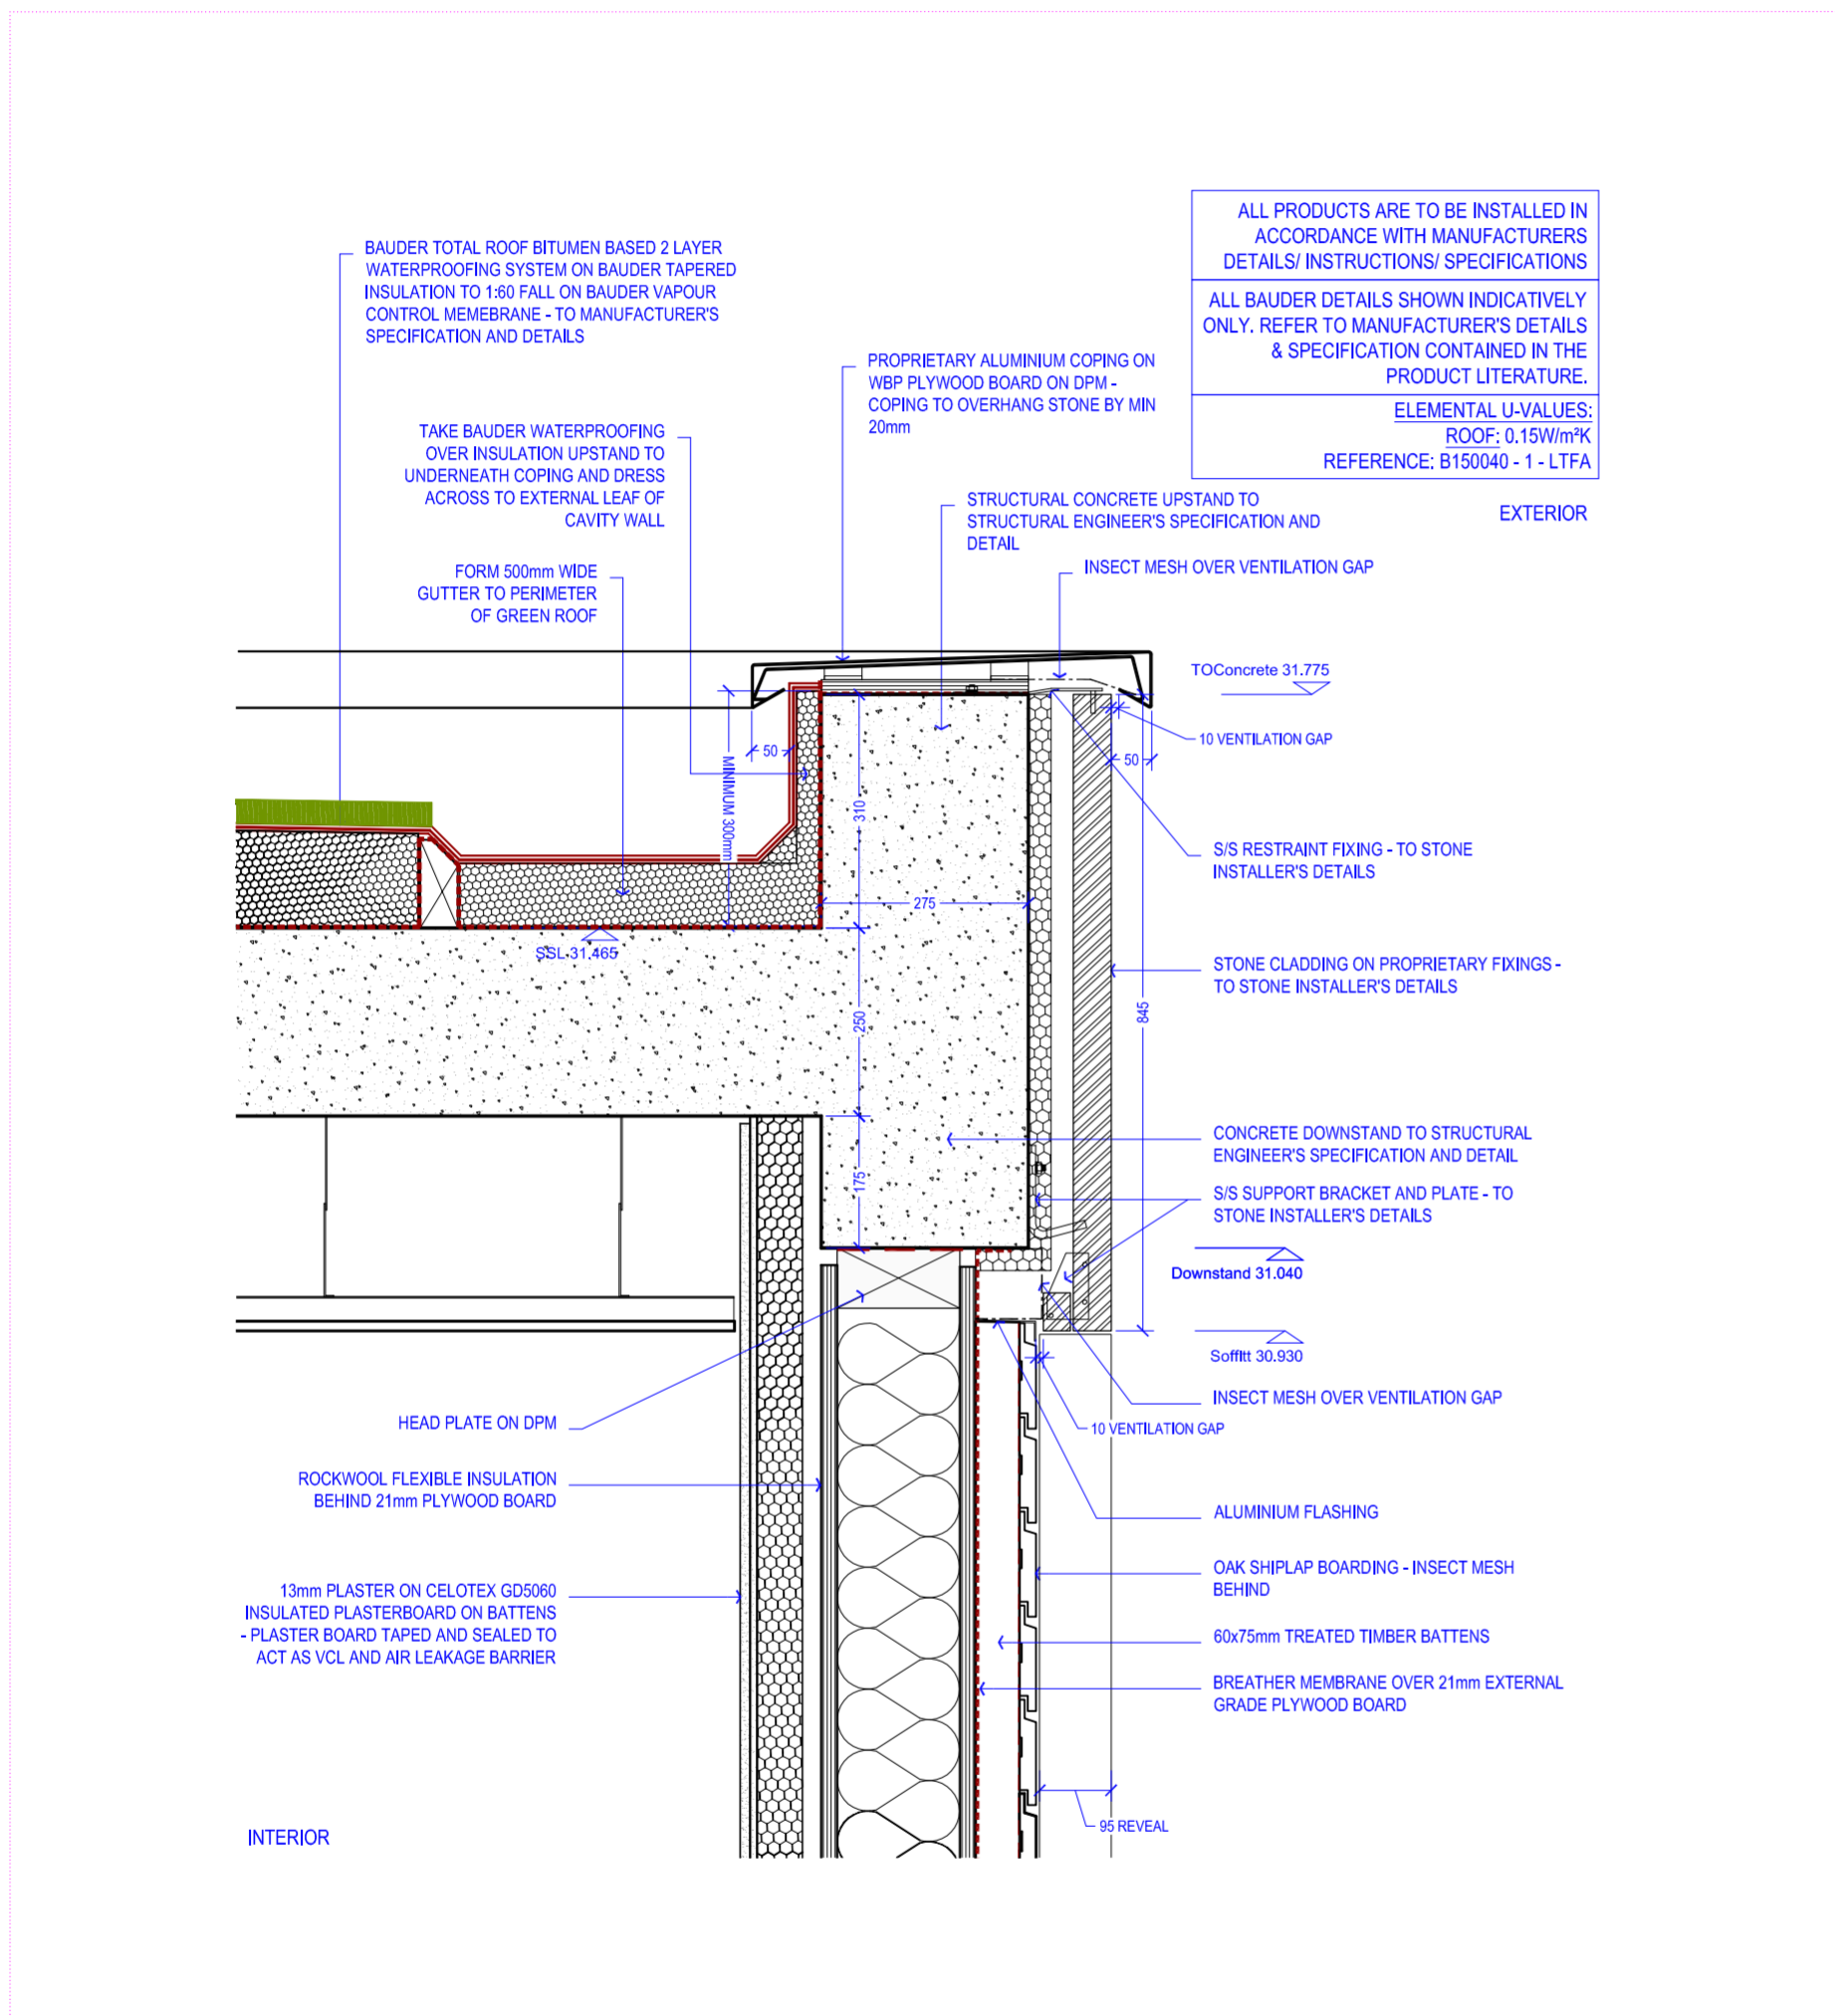 ALL PRODUCTS ARE TO BE INSTALLED IN
ACCORDANCE WITH MANUFACTURERS
DETAILS/ INSTRUCTIONS/ SPECIFICATIONS
ALL BAUDER DETAILS SHOWN INDICATIVELY
ONLY. REFER TO MANUFACTURER'S DETAILS
& SPECIFICATION CONTAINED IN THE
PRODUCT LITERATURE.
ELEMENTAL U-VALUES:
ROOF: 0.15W/m²K
REFERENCE: B150040 - 1 - LTFA
EXTERIOR
BAUDER TOTAL ROOF BITUMEN BASED 2 LAYER
WATERPROOFING SYSTEM ON BAUDER TAPERED
INSULATION TO 1:60 FALL ON BAUDER VAPOUR
CONTROL MEMEBRANE - TO MANUFACTURER'S
SPECIFICATION AND DETAILS
PROPRIETARY ALUMINIUM COPING ON
WBP PLYWOOD BOARD ON DPM -
COPING TO OVERHANG STONE BY MIN
20mm
TAKE BAUDER WATERPROOFING
OVER INSULATION UPSTAND TO
UNDERNEATH COPING AND DRESS
ACROSS TO EXTERNAL LEAF OF
CAVITY WALL
STRUCTURAL CONCRETE UPSTAND TO
STRUCTURAL ENGINEER'S SPECIFICATION AND
DETAIL
FORM 500mm WIDE
GUTTER TO PERIMETER
OF GREEN ROOF
INSECT MESH OVER VENTILATION GAP
TOConcrete 31.775
10 VENTILATION GAP
50
50
MINIMUM 300mm
310
S/S RESTRAINT FIXING - TO STONE
INSTALLER'S DETAILS
275
SSL 31.465
STONE CLADDING ON PROPRIETARY FIXINGS -
TO STONE INSTALLER'S DETAILS
845
250
CONCRETE DOWNSTAND TO STRUCTURAL
ENGINEER'S SPECIFICATION AND DETAIL
175
S/S SUPPORT BRACKET AND PLATE - TO
STONE INSTALLER'S DETAILS
Downstand 31.040
Soffitt 30.930
INSECT MESH OVER VENTILATION GAP
10 VENTILATION GAP
HEAD PLATE ON DPM
ROCKWOOL FLEXIBLE INSULATION
BEHIND 21mm PLYWOOD BOARD
ALUMINIUM FLASHING
OAK SHIPLAP BOARDING - INSECT MESH
BEHIND
13mm PLASTER ON CELOTEX GD5060
INSULATED PLASTERBOARD ON BATTENS
- PLASTER BOARD TAPED AND SEALED TO
ACT AS VCL AND AIR LEAKAGE BARRIER
60x75mm TREATED TIMBER BATTENS
BREATHER MEMBRANE OVER 21mm EXTERNAL
GRADE PLYWOOD BOARD
95 REVEAL
INTERIOR